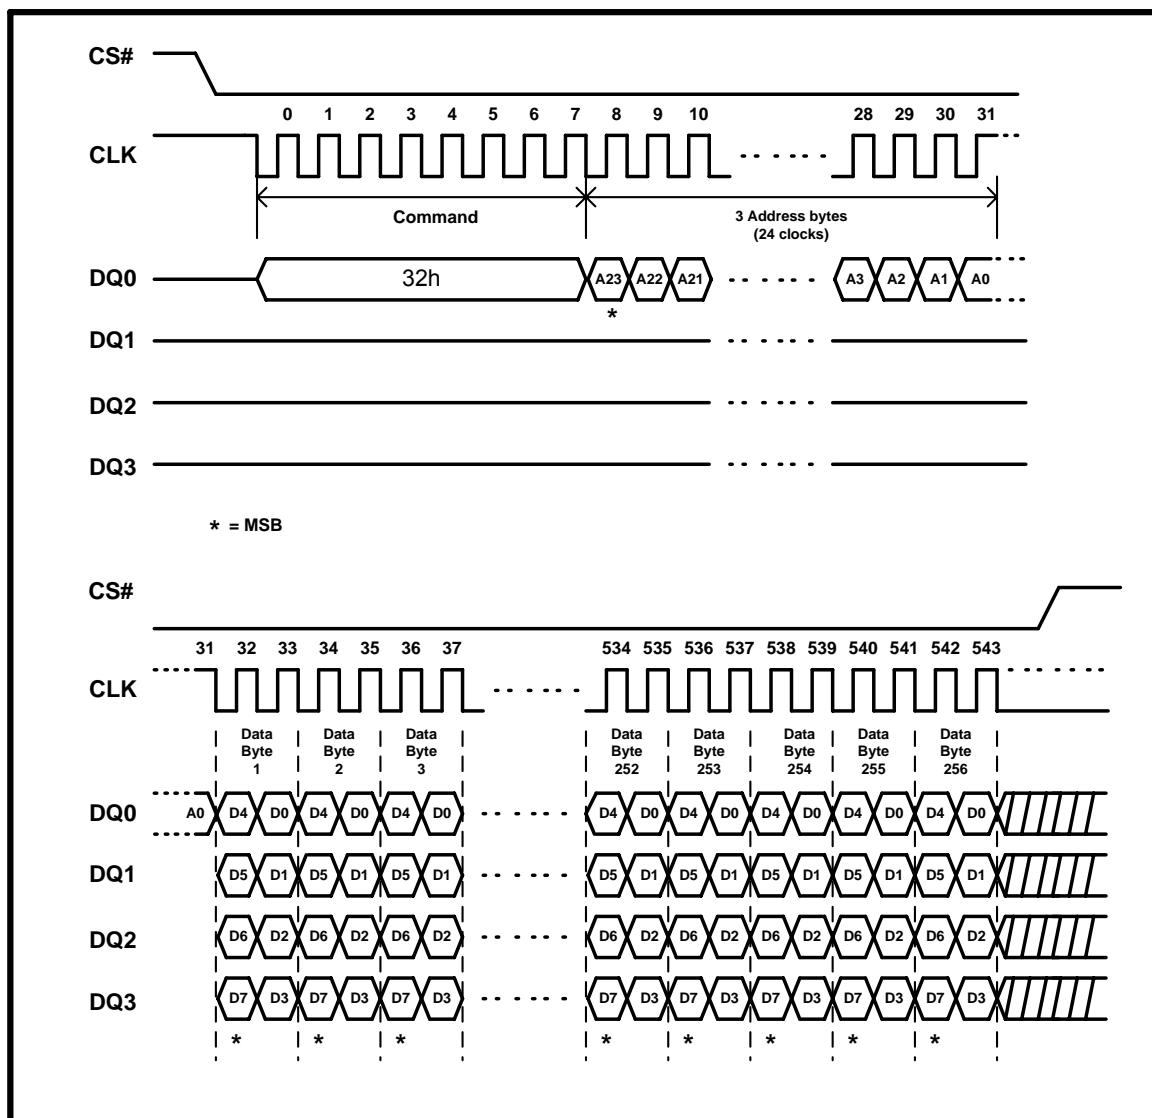 CS#
0 1 2 3 4 5 6 7 8 9 10 28 29 30 31
CLK
Command
3 Address bytes
(24 clocks)
DQ0 32h A23 A22 A21 A3 A2 A1 A0
*
DQ1
DQ2
DQ3
* = MSB
CS#
31 32 33 34 35 36 37 534 535 536 537 538 539 540 541 542 543
CLK
Data Data Data Data Data Data Data Data
Byte Byte Byte Byte Byte Byte Byte Byte
1 2 3 252 253 254 255 256
DQ0 A0 D4 D0 D4 D0 D4 D0 D4 D0 D4 D0 D4 D0 D4 D0 D4 D0
DQ1 D5 D1 D5 D1 D5 D1 D5 D1 D5 D1 D5 D1 D5 D1 D5 D1
DQ2 D6 D2 D6 D2 D6 D2 D6 D2 D6 D2 D6 D2 D6 D2 D6 D2
DQ3 D7 D3 D7 D3 D7 D3 D7 D3 D7 D3 D7 D3 D7 D3 D7 D3
* * * * * * * *